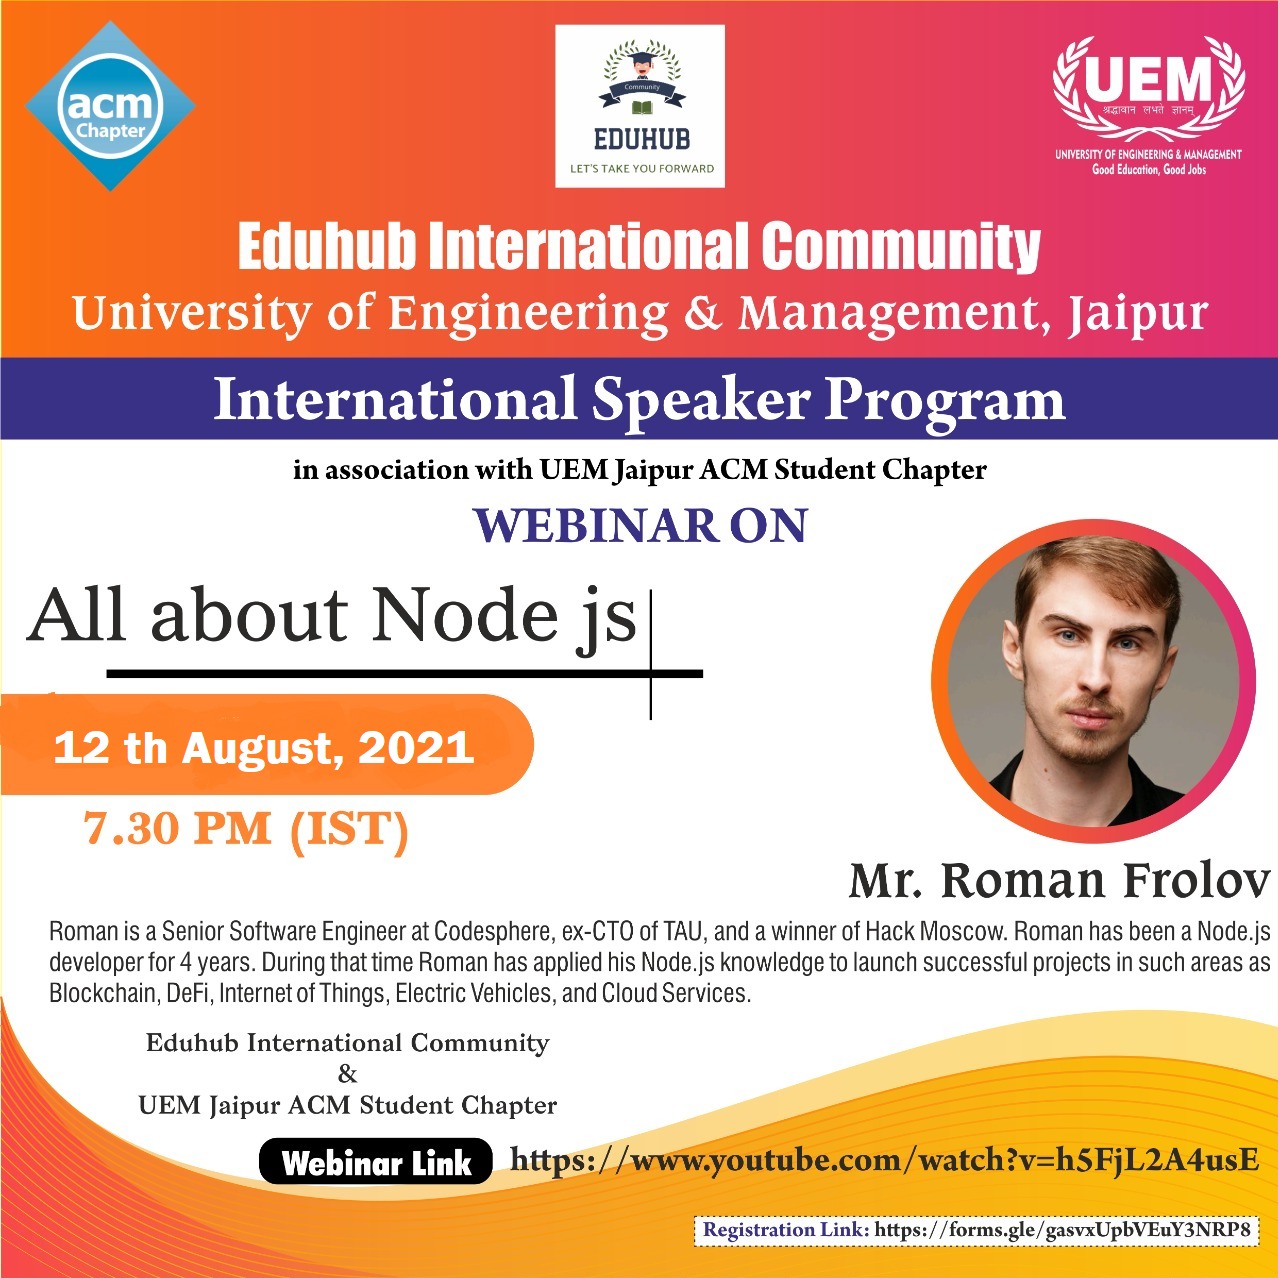 acm
Chapter
Community
EDUHUB
LET'S TAKE YOU FORWARD
UEM
श्रद्धावान लभते ज्ञानम्
UNIVERSITY OF ENGINEERING & MANAGEMENT
Good Education, Good Jobs
Eduhub International Community
University of Engineering & Management, Jaipur
International Speaker Program
in association with UEM Jaipur ACM Student Chapter
WEBINAR ON
All about Node js
12 th August, 2021
7.30 PM (IST)
Mr. Roman Frolov
Roman is a Senior Software Engineer at Codesphere, ex-CTO of TAU, and a winner of Hack Moscow. Roman has been a Node.js
developer for 4 years. During that time Roman has applied his Node.js knowledge to launch successful projects in such areas as
Blockchain, DeFi, Internet of Things, Electric Vehicles, and Cloud Services.
Eduhub International Community
&
UEM Jaipur ACM Student Chapter
Webinar Link https://www.youtube.com/watch?v=h5FjL2A4usE
Registration Link: https://forms.gle/gasvxUpbVEuY3NRP8